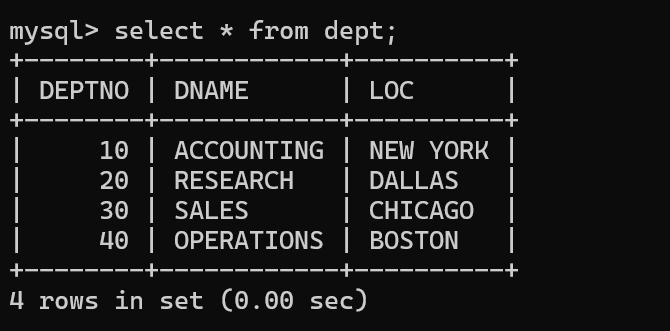 mysql> select * from dept;
+--------+------------+----------+
| DEPTNO | DNAME      | LOC      |
+--------+------------+----------+
|     10 | ACCOUNTING | NEW YORK |
|     20 | RESEARCH   | DALLAS   |
|     30 | SALES      | CHICAGO  |
|     40 | OPERATIONS | BOSTON   |
+--------+------------+----------+
4 rows in set (0.00 sec)